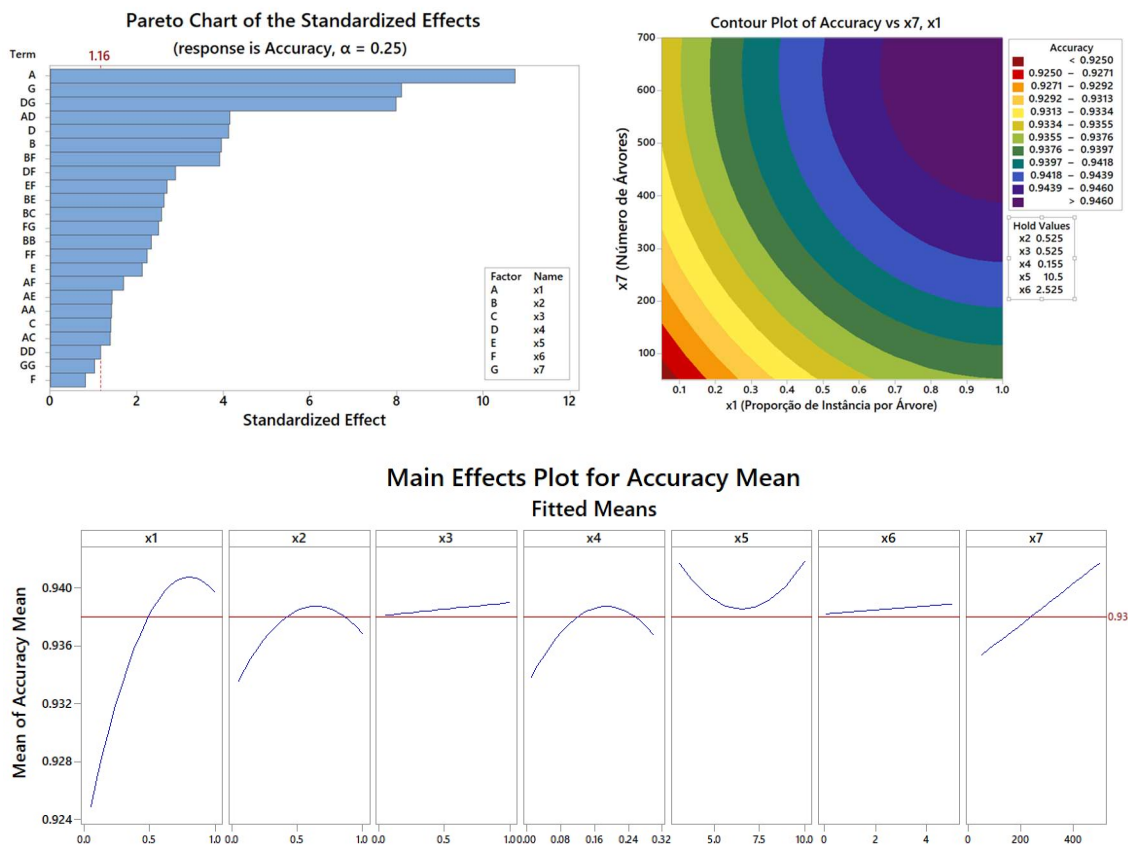 Pareto Chart of the Standardized Effects
(response is Accuracy, α = 0.25)
Term
1.16
A
G
DG
AD
D
B
BF
DF
EF
BE
BC
FG
BB
FF
E
AF
AE
AA
C
AC
DD
GG
F
Factor Name
A x1
B x2
C x3
D x4
E x5
F x6
G x7
0 2 4 6 8 10 12
Standardized Effect
Contour Plot of Accuracy vs x7, x1
x7 (Número de Árvores)
700
600
500
400
300
200
100
0.1 0.2 0.3 0.4 0.5 0.6 0.7 0.8 0.9 1.0
x1 (Proporção de Instância por Árvore)
Accuracy
< 0.9250
0.9250 – 0.9271
0.9271 – 0.9292
0.9292 – 0.9313
0.9313 – 0.9334
0.9334 – 0.9355
0.9355 – 0.9376
0.9376 – 0.9397
0.9397 – 0.9418
0.9418 – 0.9439
0.9439 – 0.9460
> 0.9460
Hold Values
x2 0.525
x3 0.525
x4 0.155
x5 10.5
x6 2.525
Main Effects Plot for Accuracy Mean
Fitted Means
x1 x2 x3 x4 x5 x6 x7
Mean of Accuracy Mean
0.940
0.936
0.932
0.928
0.924
0.93
0.0 0.5 1.0 0.0 0.5 1.0 0.0 0.5 1.0 0.00 0.08 0.16 0.24 0.32 5.0 7.5 10.0 0 2 4 0 200 400